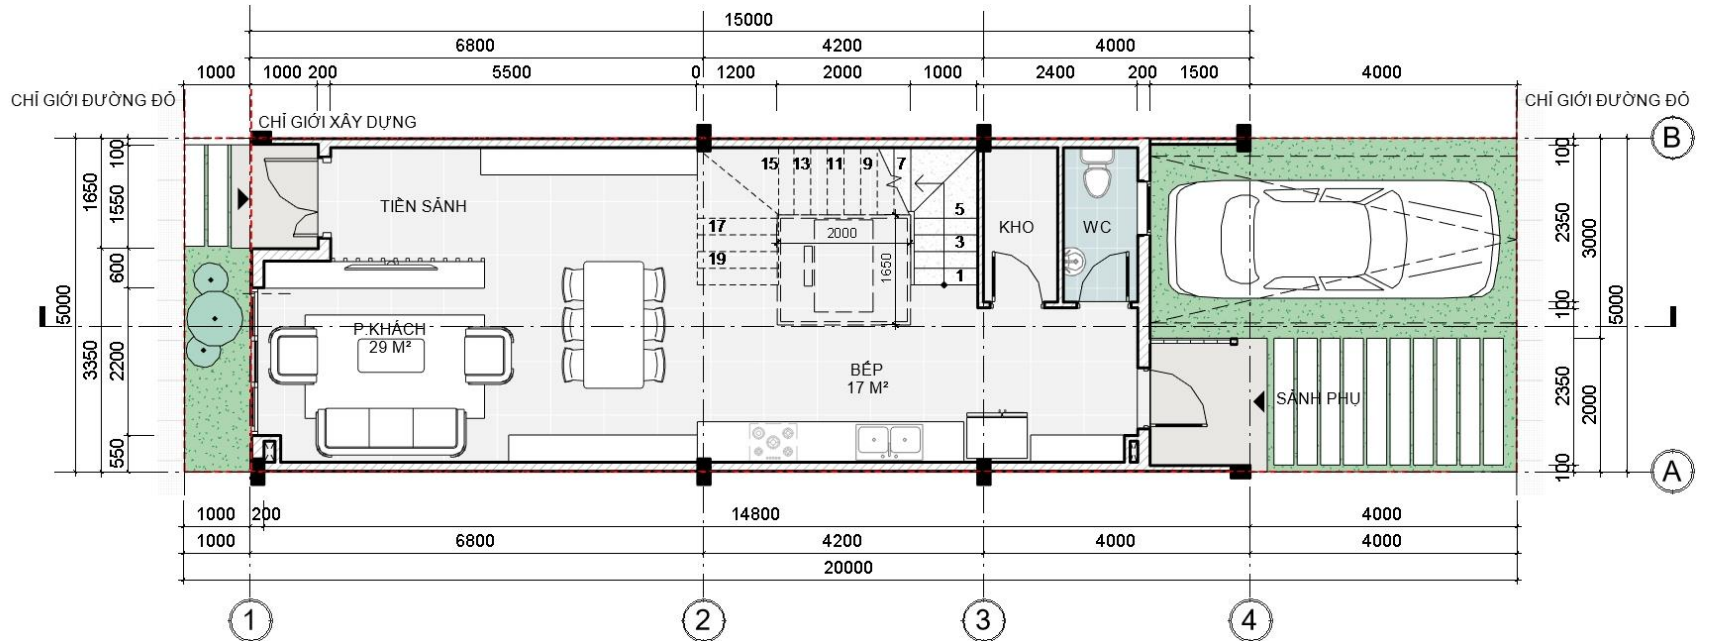 15000
6800 4200 4000
1000 1000 200 5500 0 1200 2000 1000 2400 200 1500 4000
CHỈ GIỚI ĐƯỜNG ĐỎ CHỈ GIỚI ĐƯỜNG ĐỎ
CHỈ GIỚI XÂY DỰNG
B
100 15 13 11 9 7 100
1650 1550 TIỀN SẢNH 5 2350 3000
17 2000 KHO WC
3
600 19 1650 1
5000 100 5000
P.KHÁCH
29 M²
3350 2200 BẾP
17 M²
2350 2000
SẢNH PHỤ
550 100
A
1000 200 14800 4000
1000 6800 4200 4000 4000
20000
1 2 3 4